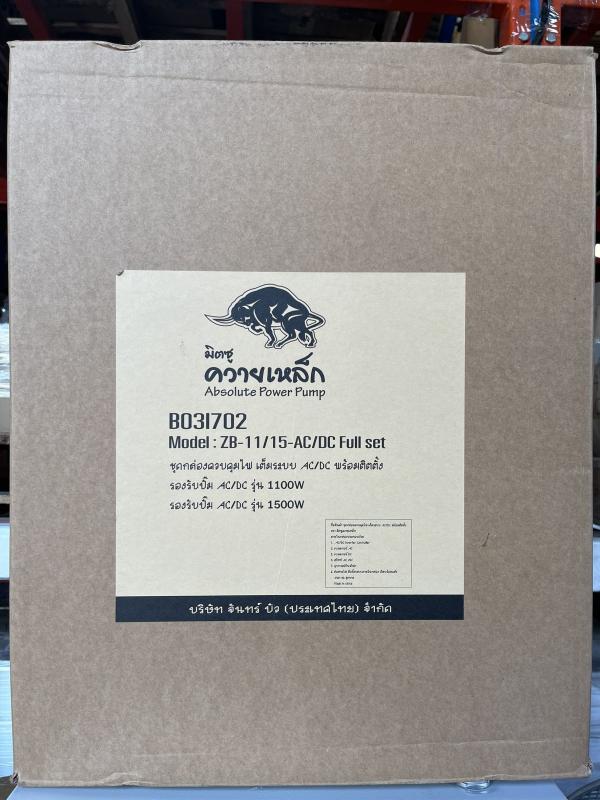 มิตซู
ควายเหล็ก
Absolute Power Pump
B031702
Model : ZB-11/15-AC/DC Full set
ชุดกล่องควบคุมไฟ เต็มระบบ AC/DC พร้อมติดตั้ง
รองรับปั๊ม AC/DC รุ่น 1100W
รองรับปั๊ม AC/DC รุ่น 1500W
บริษัท จันทร์ บิว (ประเทศไทย) จำกัด